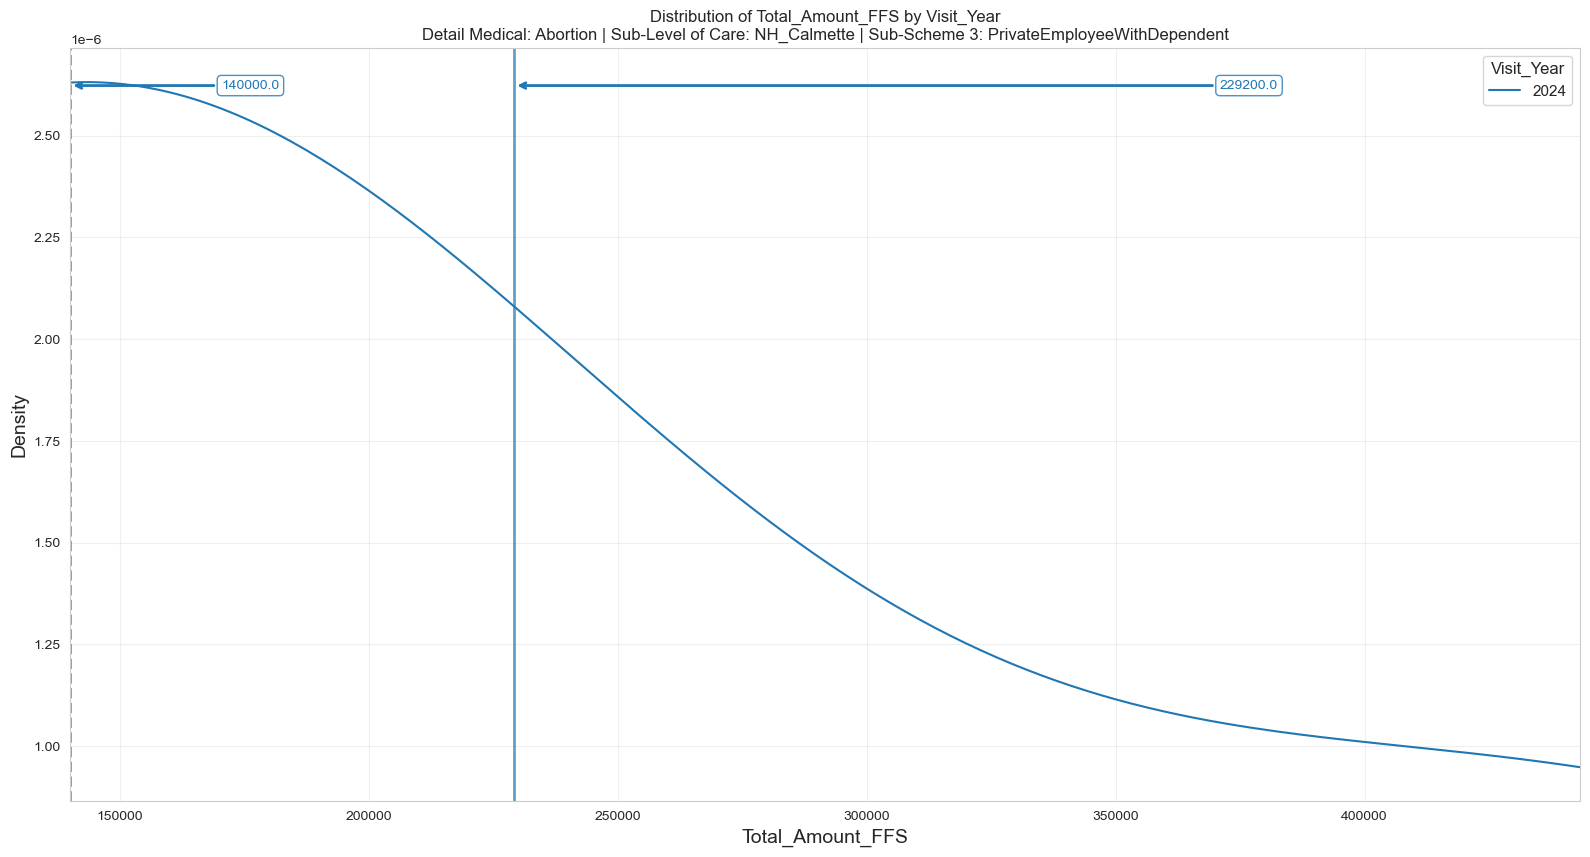 Distribution of Total_Amount_FFS by Visit_Year
Detail Medical: Abortion | Sub-Level of Care: NH_Calmette | Sub-Scheme 3: PrivateEmployeeWithDependent
1e−6
140000.0
229200.0
Visit_Year
2024
2.50
2.25
2.00
1.75
1.50
1.25
1.00
Density
150000
200000
250000
300000
350000
400000
Total_Amount_FFS